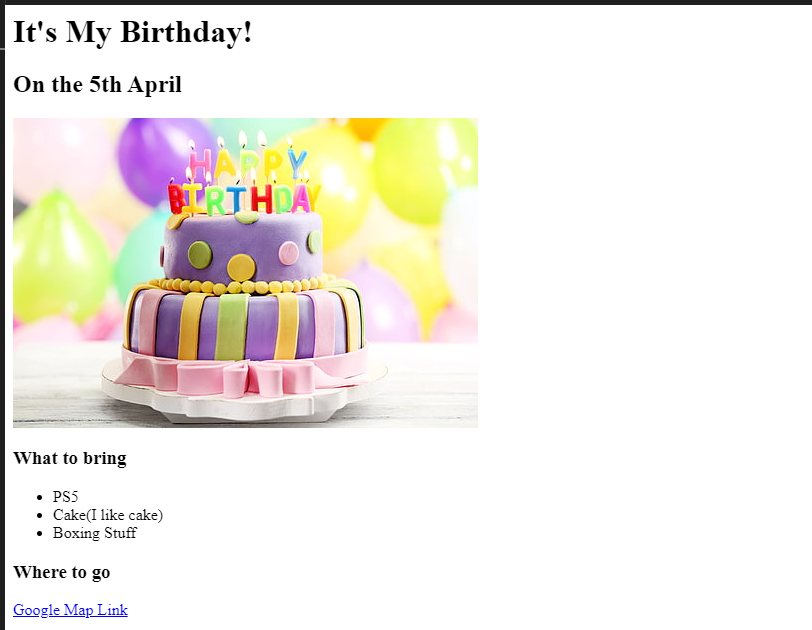 It's My Birthday!
On the 5th April
HAPPY
BIRTHDAY
What to bring
PS5
Cake(I like cake)
Boxing Stuff
Where to go
Google Map Link